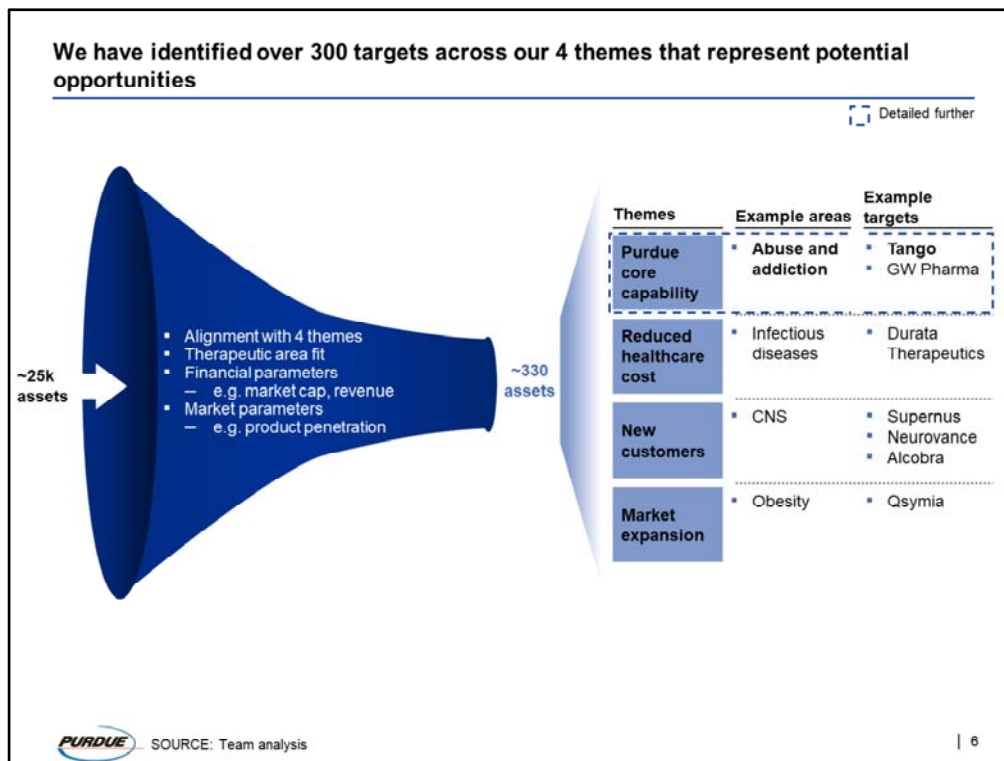 We have identified over 300 targets across our 4 themes that represent potential
opportunities
Detailed further
~25k
assets
▪ Alignment with 4 themes
▪ Therapeutic area fit
▪ Financial parameters
– e.g. market cap, revenue
▪ Market parameters
– e.g. product penetration
~330
assets
Themes
Example areas
Example
targets
Purdue
core
capability
▪ Abuse and
addiction
▪ Tango
▪ GW Pharma
Reduced
healthcare
cost
▪ Infectious
diseases
▪ Durata
Therapeutics
New
customers
▪ CNS
▪ Supernus
▪ Neurovance
▪ Alcobra
Market
expansion
▪ Obesity
▪ Qsymia
PURDUE
SOURCE: Team analysis
| 6